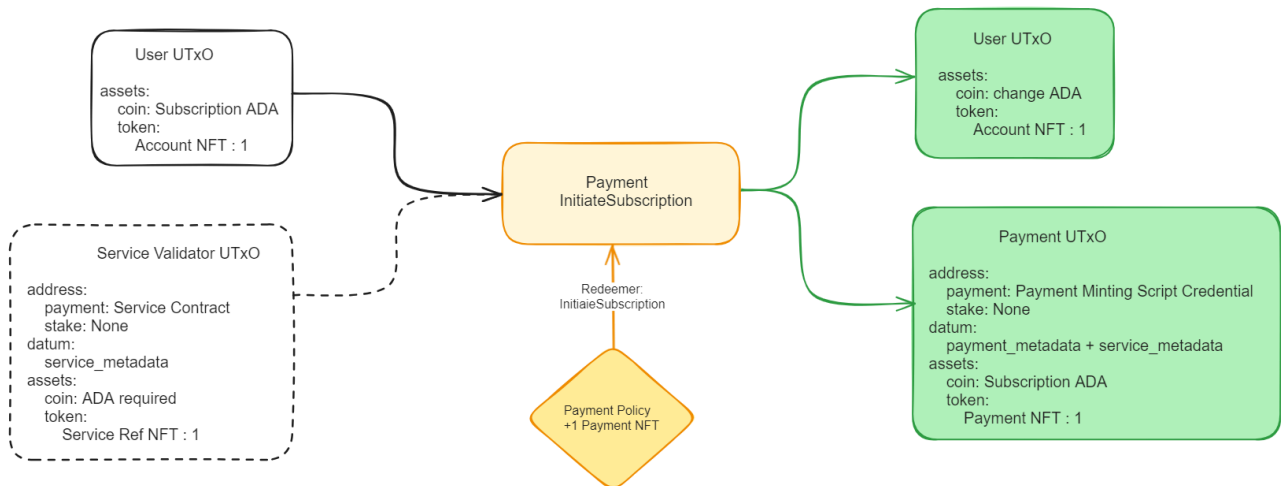 User UTxO
assets:
coin: Subscription ADA
token:
Account NFT : 1
Service Validator UTxO
address:
payment: Service Contract
stake: None
datum:
service_metadata
assets:
coin: ADA required
token:
Service Ref NFT : 1
Payment
InitiateSubscription
Redeemer:
InitiaieSubscription
Payment Policy
+1 Payment NFT
User UTxO
assets:
coin: change ADA
token:
Account NFT : 1
Payment UTxO
address:
payment: Payment Minting Script Credential
stake: None
datum:
payment_metadata + service_metadata
assets:
coin: Subscription ADA
token:
Payment NFT : 1